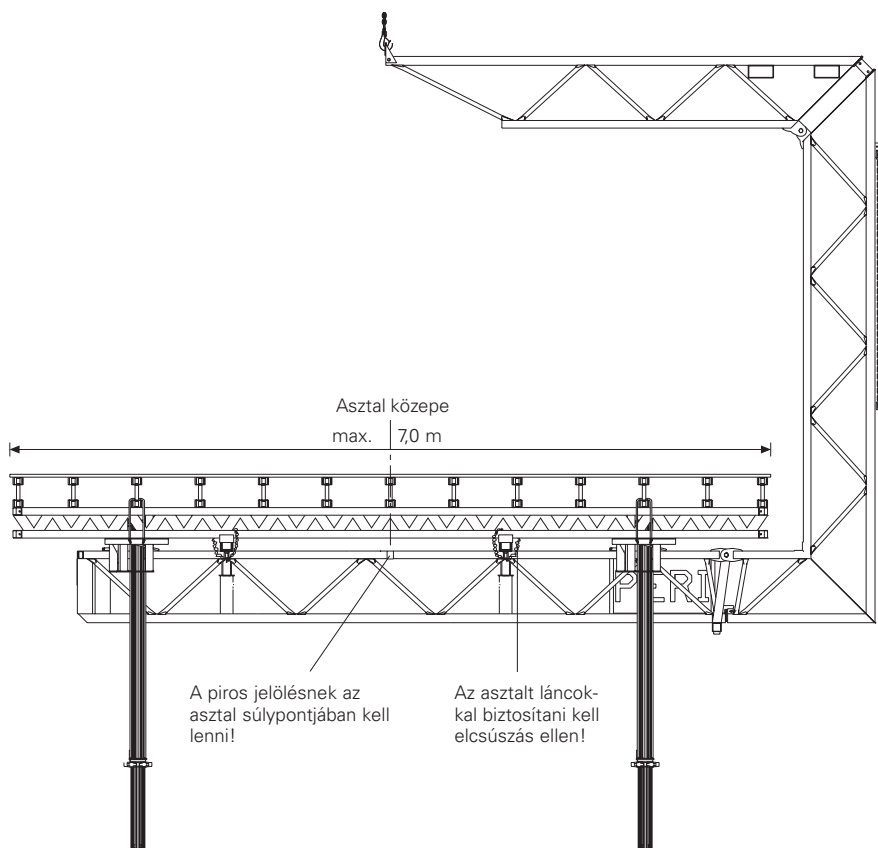 Asztal közepe
max. 7,0 m
PERI
A piros jelölésnek az
asztal súlypontjában kell
lenni!
Az asztalt láncok-
kal biztosítani kell
elcsúszás ellen!